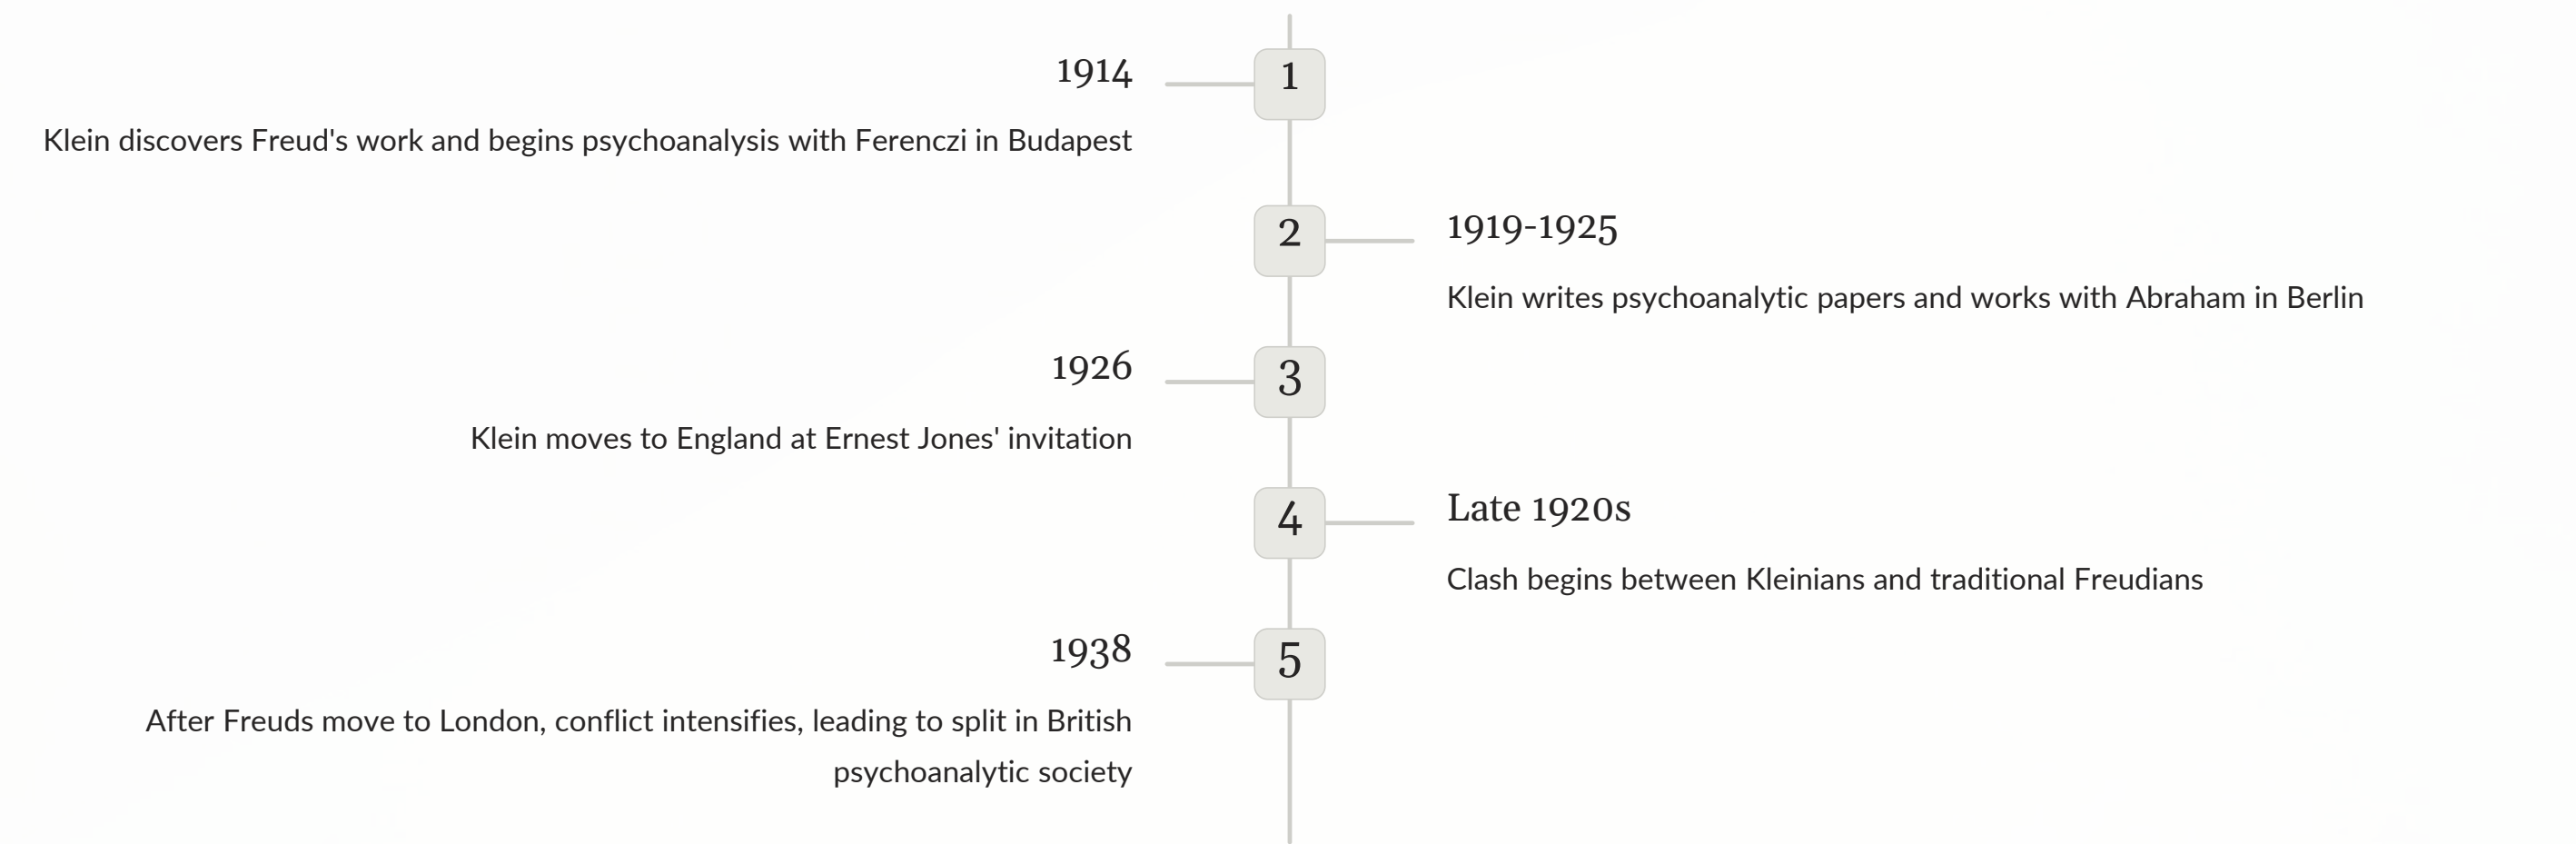 1914
1
Klein discovers Freud's work and begins psychoanalysis with Ferenczi in Budapest
2
1919-1925
Klein writes psychoanalytic papers and works with Abraham in Berlin
1926
3
Klein moves to England at Ernest Jones' invitation
4
Late 1920s
Clash begins between Kleinians and traditional Freudians
1938
5
After Freuds move to London, conflict intensifies, leading to split in British
psychoanalytic society